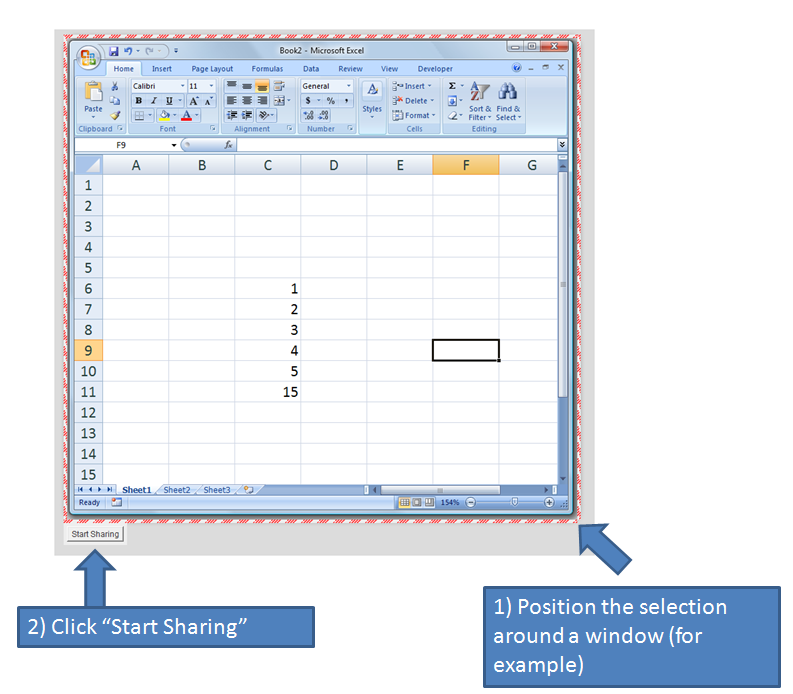 Book2 - Microsoft Excel
Home Insert Page Layout Formulas Data Review View Developer
Calibri 11 General Σ Insert
Paste B I U A A $ % , Styles Delete Sort & Filter Find & Select
A Format
Clipboard Font Alignment Number Cells Editing
F9 fx
A B C D E F G
1
2
3
4
5
6 1
7 2
8 3
9 4
10 5
11 15
12
13
14
15
Sheet1 Sheet2 Sheet3
Ready 154%
Start Sharing
2) Click “Start Sharing”
1) Position the selection
around a window (for
example)